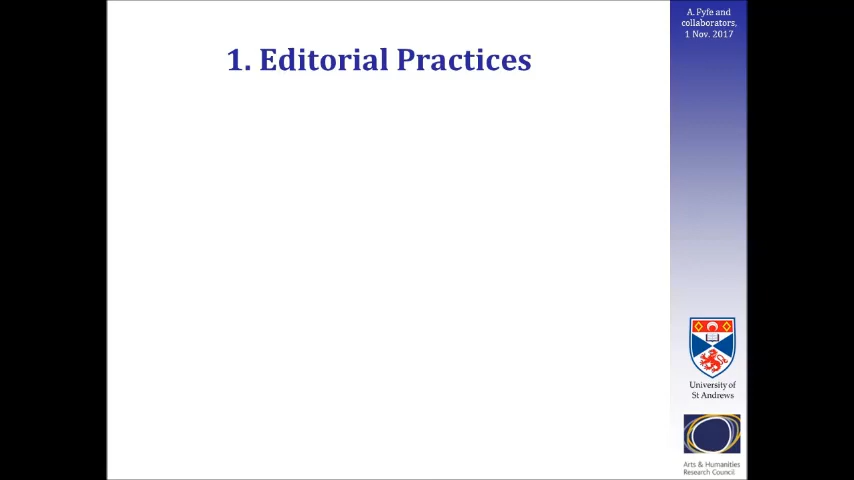 1. Editorial Practices
A. Fyfe and
collaborators,
1 Nov. 2017
University of
St Andrews
Arts & Humanities
Research Council